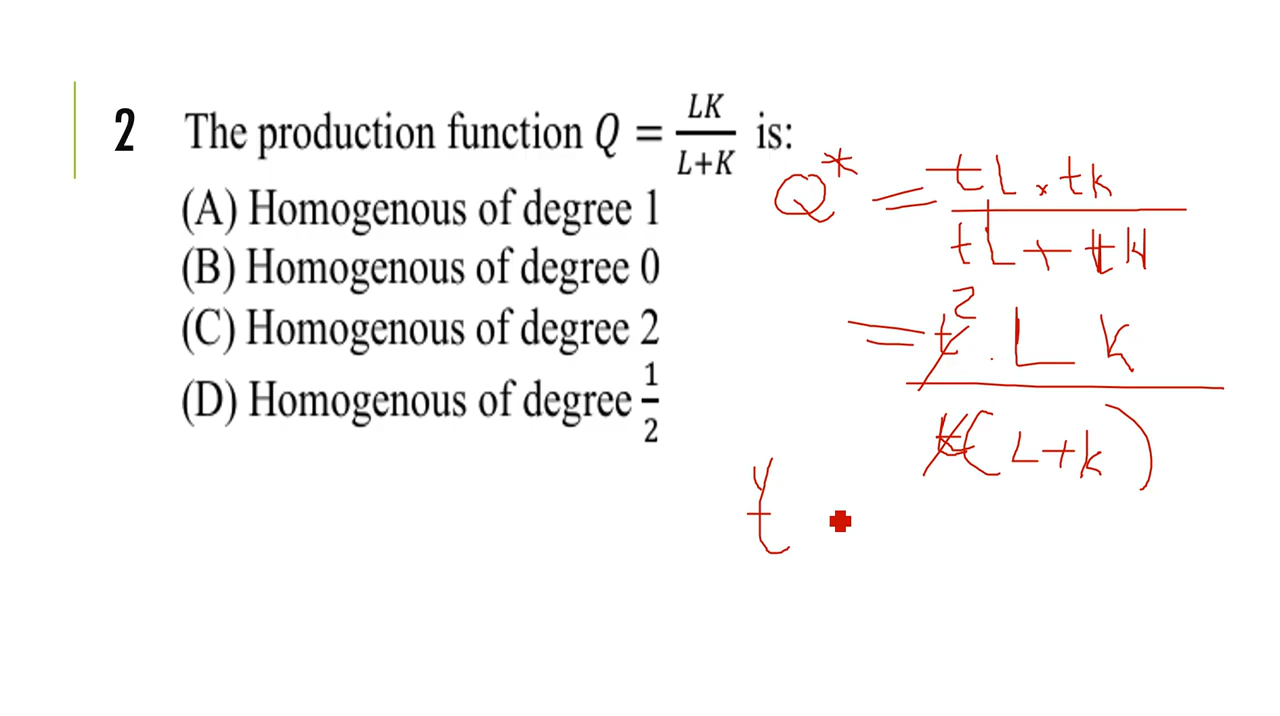 2 The production function Q = LK / L+K is:
(A) Homogenous of degree 1
(B) Homogenous of degree 0
(C) Homogenous of degree 2
(D) Homogenous of degree 1/2
Q* = tL × tk / tL + tK
= t² . L k / t(L+k)
t